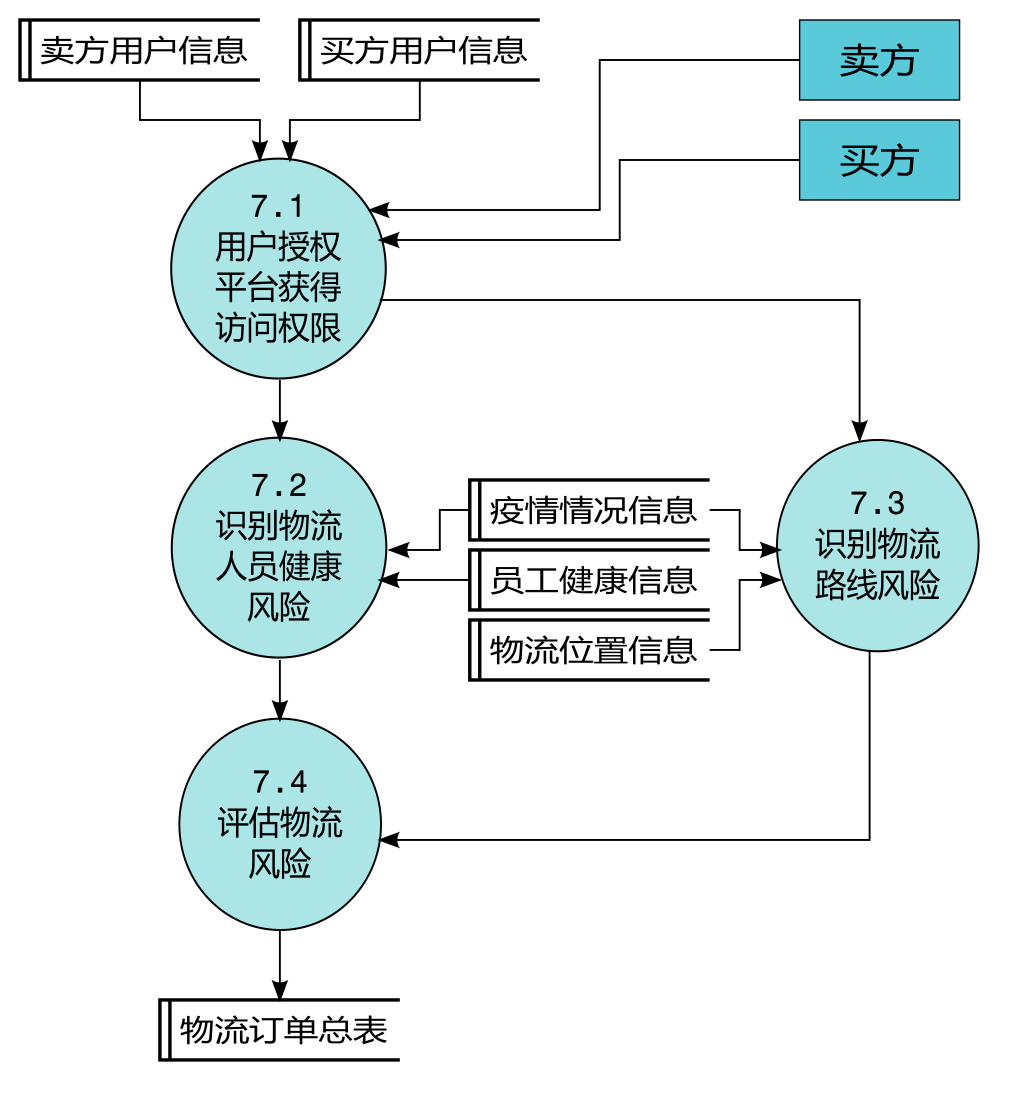 卖方用户信息
买方用户信息
卖方
买方
7.1
用户授权
平台获得
访问权限
7.2
识别物流
人员健康
风险
疫情情况信息
员工健康信息
物流位置信息
7.3
识别物流
路线风险
7.4
评估物流
风险
物流订单总表